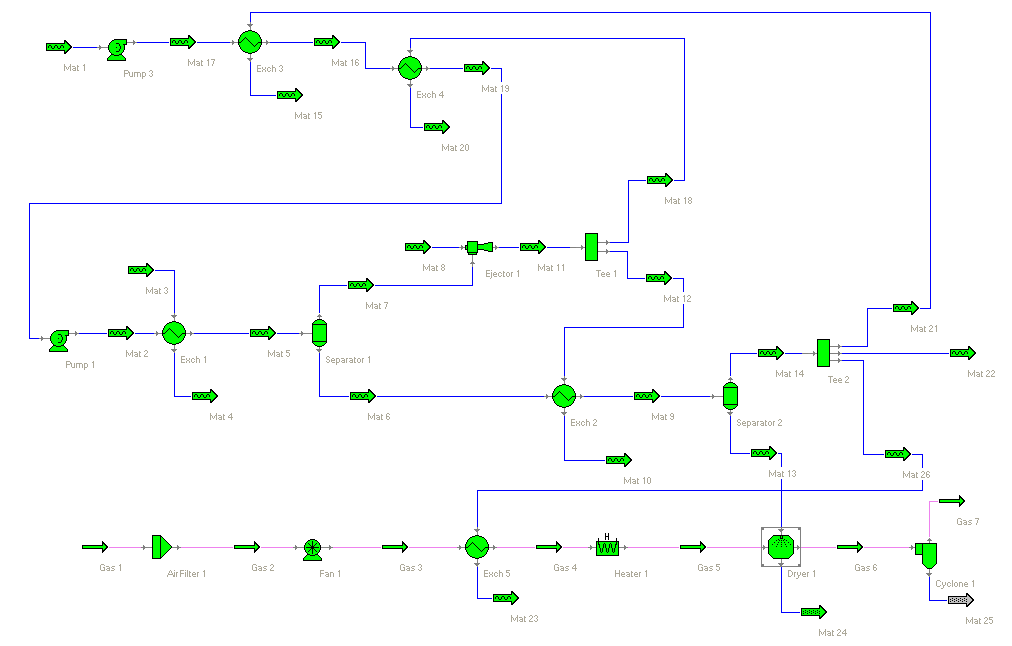 Mat 1
Pump 3
Mat 17
Exch 3
Mat 16
Exch 4
Mat 19
Mat 15
Mat 20
Mat 18
Mat 8
Ejector 1
Mat 11
Tee 1
Mat 3
Mat 7
Mat 12
Mat 21
Pump 1
Mat 2
Exch 1
Mat 5
Separator 1
Mat 14
Tee 2
Mat 22
Mat 4
Mat 6
Exch 2
Mat 9
Separator 2
Mat 10
Mat 13
Mat 26
Gas 7
H
Gas 1
AirFilter 1
Gas 2
Fan 1
Gas 3
Exch 5
Gas 4
Heater 1
Gas 5
Dryer 1
Gas 6
Cyclone 1
Mat 23
Mat 24
Mat 25